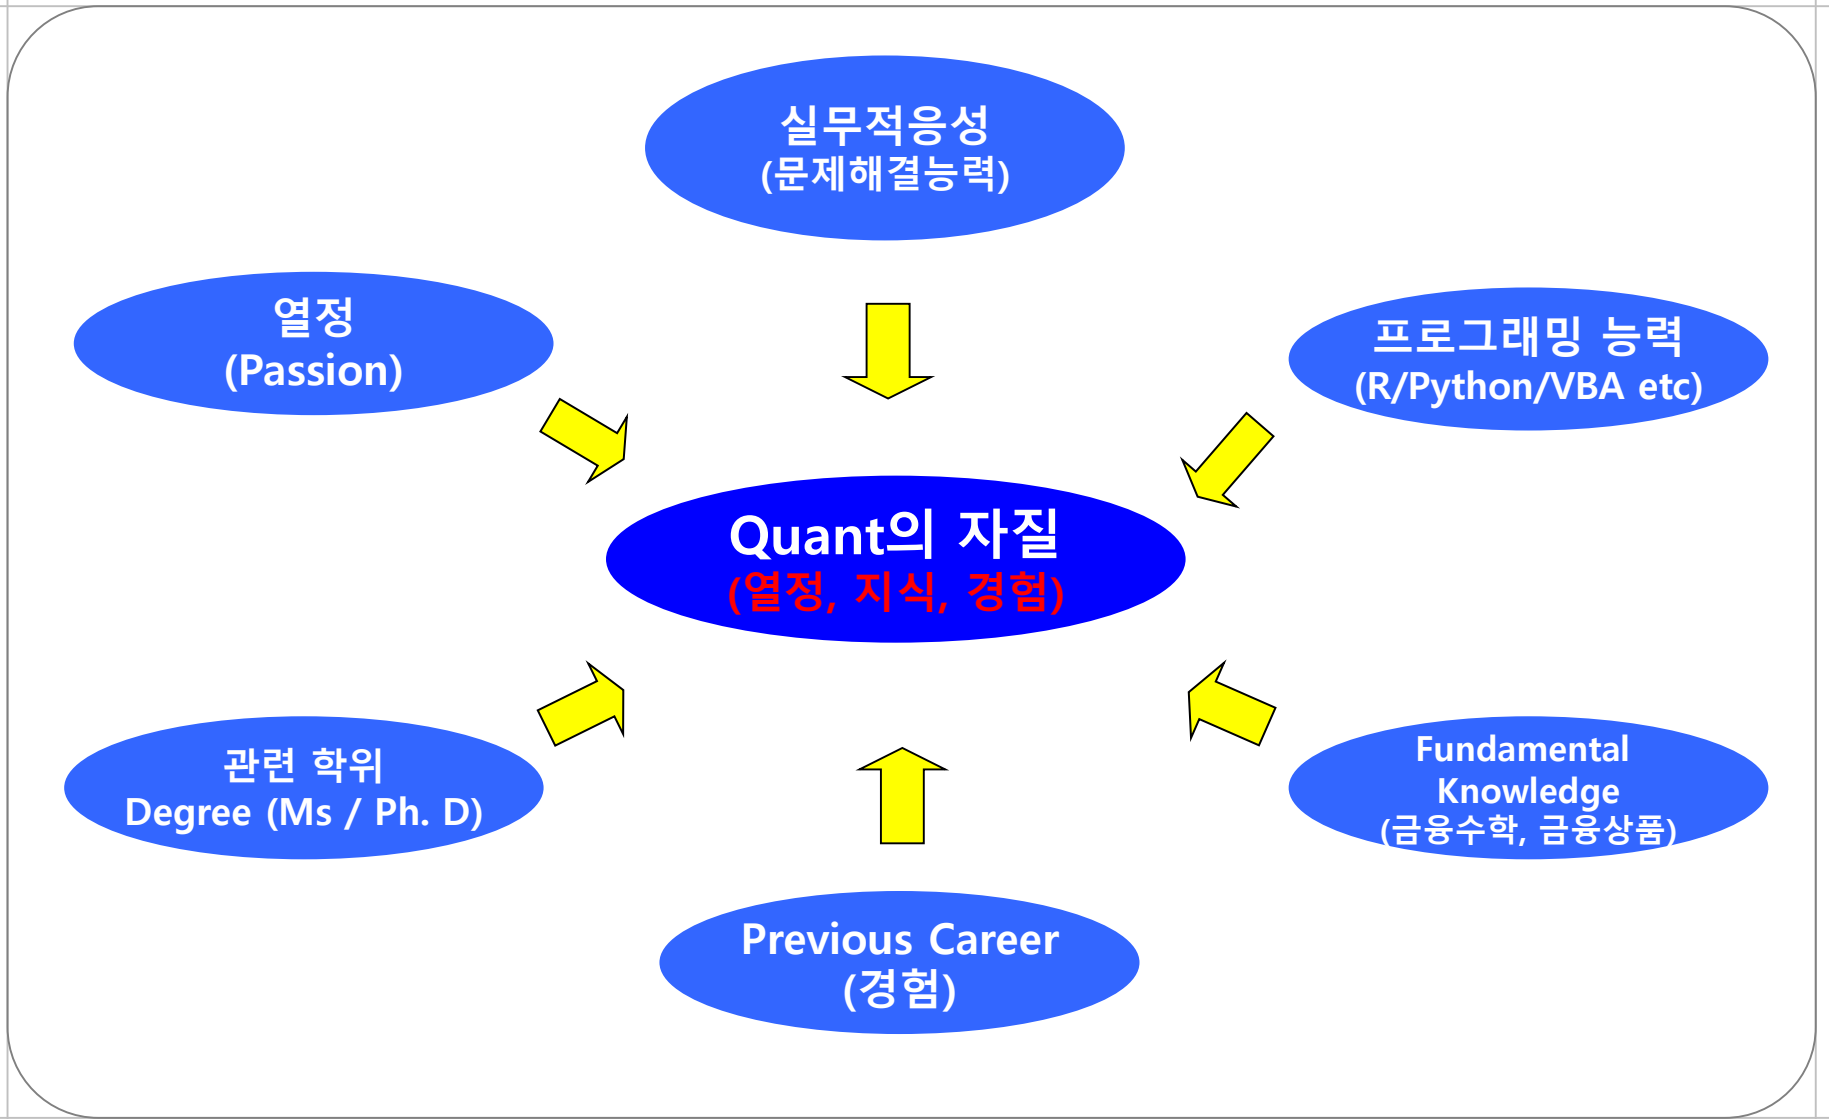 실무적응성
(문제해결능력)
열정
(Passion)
프로그래밍 능력
(R/Python/VBA etc)
Quant의 자질
(열정, 지식, 경험)
관련 학위
Degree (Ms / Ph. D)
Fundamental
Knowledge
(금융수학, 금융상품)
Previous Career
(경험)